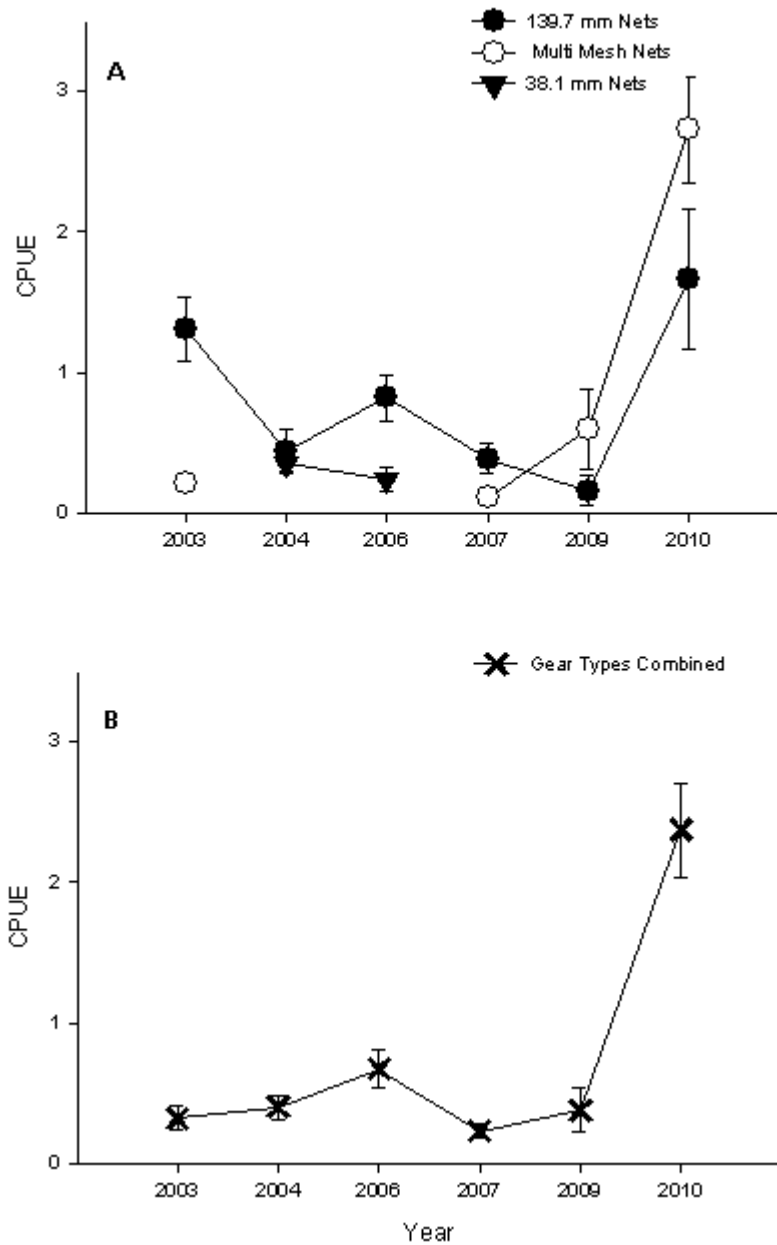 139.7 mm Nets
Multi Mesh Nets
38.1 mm Nets
A
3
2
1
0
CPUE
2003 2004 2006 2007 2009 2010
Gear Types Combined
B
3
2
1
0
CPUE
2003 2004 2006 2007 2009 2010
Year